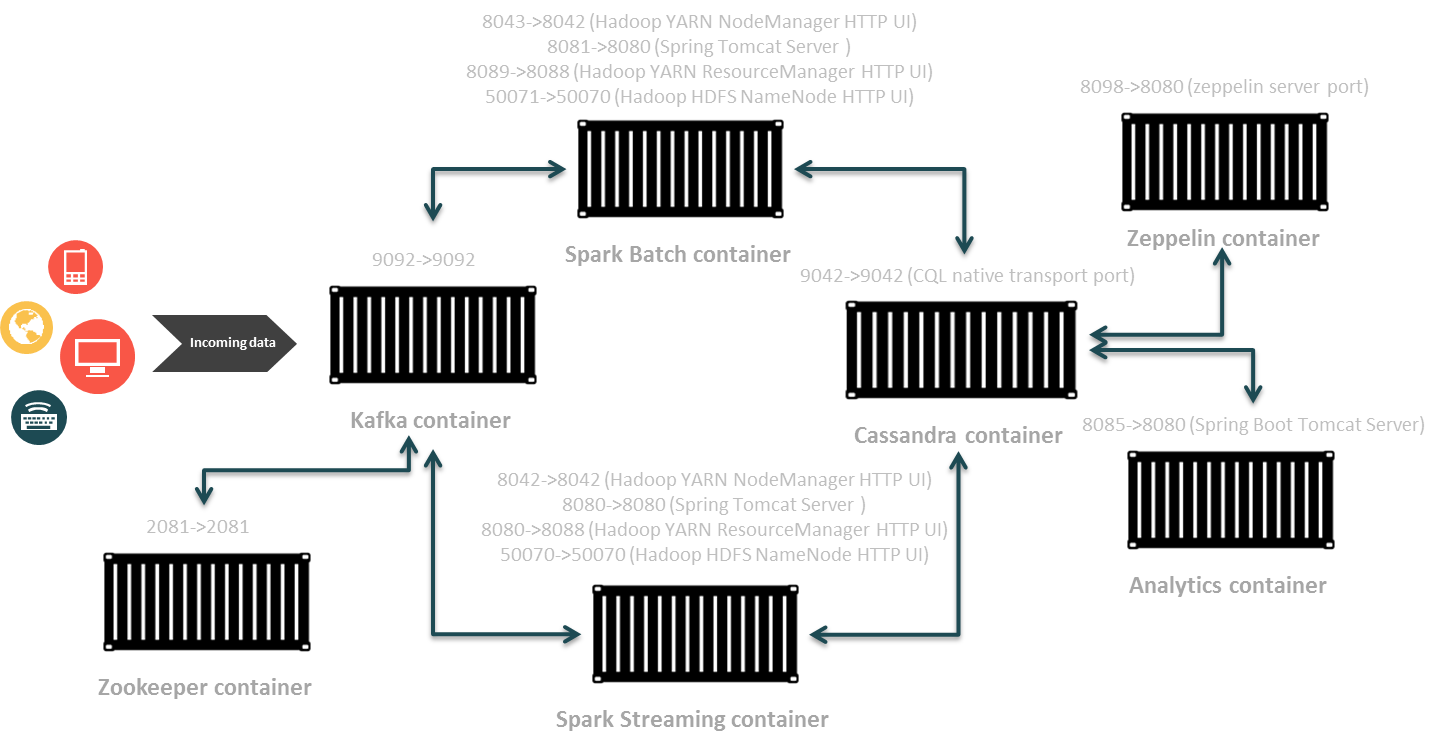 8043->8042 (Hadoop YARN NodeManager HTTP UI)
8081->8080 (Spring Tomcat Server )
8089->8088 (Hadoop YARN ResourceManager HTTP UI)
50071->50070 (Hadoop HDFS NameNode HTTP UI)
Spark Batch container
8098->8080 (zeppelin server port)
Zeppelin container
9092->9092
Kafka container
Incoming data
9042->9042 (CQL native transport port)
Cassandra container
8085->8080 (Spring Boot Tomcat Server)
Analytics container
2081->2081
Zookeeper container
8042->8042 (Hadoop YARN NodeManager HTTP UI)
8080->8080 (Spring Tomcat Server )
8080->8088 (Hadoop YARN ResourceManager HTTP UI)
50070->50070 (Hadoop HDFS NameNode HTTP UI)
Spark Streaming container